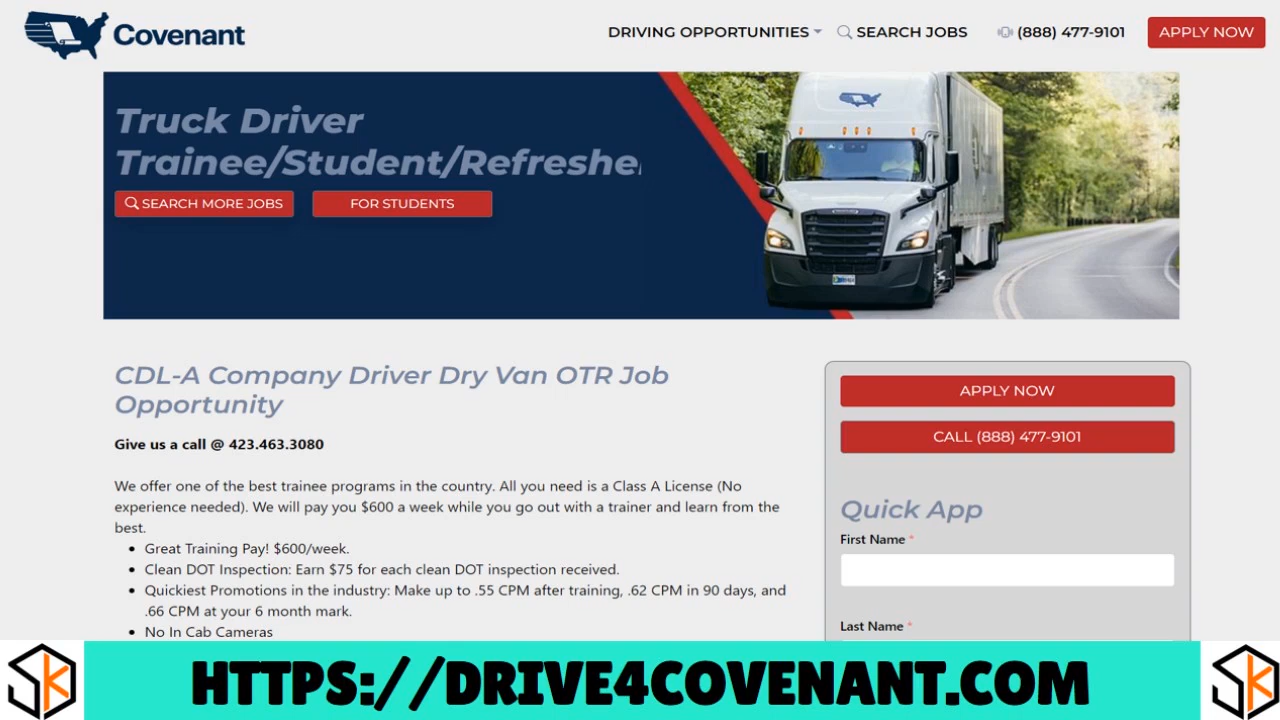 Covenant
DRIVING OPPORTUNITIES
SEARCH JOBS
(888) 477-9101
APPLY NOW
Truck Driver
Trainee/Student/Refreshe
SEARCH MORE JOBS
FOR STUDENTS
CDL-A Company Driver Dry Van OTR Job
Opportunity
Give us a call @ 423.463.3080
We offer one of the best trainee programs in the country. All you need is a Class A License (No
experience needed). We will pay you $600 a week while you go out with a trainer and learn from the
best.
• Great Training Pay! $600/week.
• Clean DOT Inspection: Earn $75 for each clean DOT inspection received.
• Quickiest Promotions in the industry: Make up to .55 CPM after training, .62 CPM in 90 days, and
.66 CPM at your 6 month mark.
• No In Cab Cameras
APPLY NOW
CALL (888) 477-9101
Quick App
First Name *
Last Name *
SK
HTTPS://DRIVE4COVENANT.COM
SK